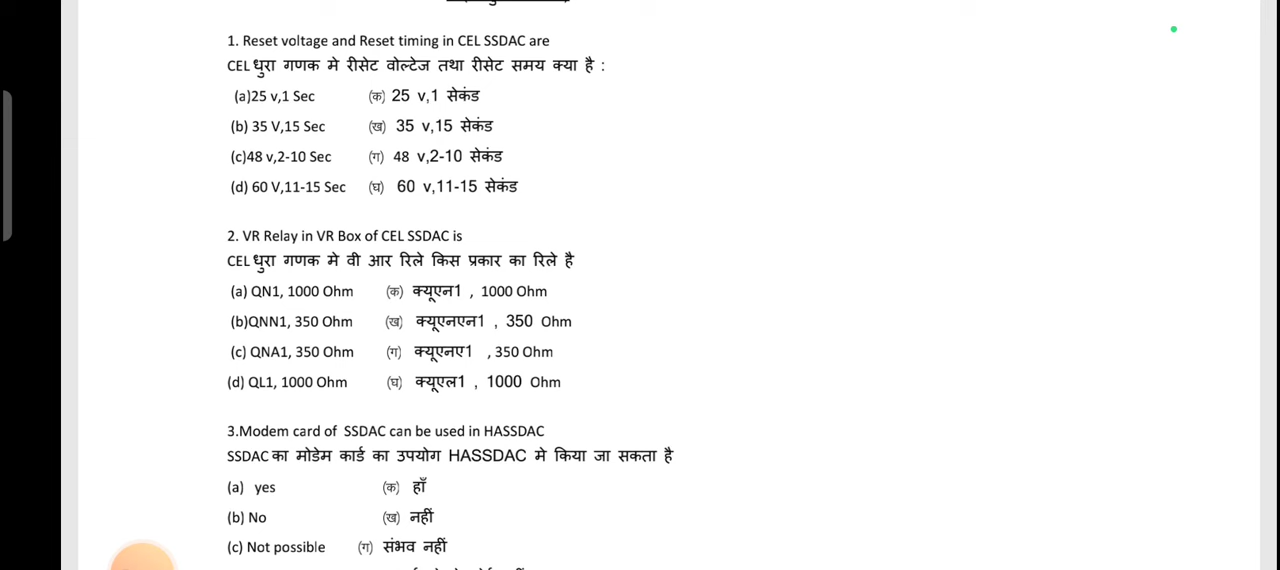 1. Reset voltage and Reset timing in CEL SSDAC are
CEL धुरा गणक मे रीसेट वोल्टेज तथा रीसेट समय क्या है :
(a)25 v,1 Sec (क) 25 v,1 सेकंड
(b) 35 V,15 Sec (ख) 35 v,15 सेकंड
(c)48 v,2-10 Sec (ग) 48 v,2-10 सेकंड
(d) 60 V,11-15 Sec (घ) 60 v,11-15 सेकंड
2. VR Relay in VR Box of CEL SSDAC is
CEL धुरा गणक मे वी आर रिले किस प्रकार का रिले है
(a) QN1, 1000 Ohm (क) क्यूएन1 , 1000 Ohm
(b)QNN1, 350 Ohm (ख) क्यूएनएन1 , 350 Ohm
(c) QNA1, 350 Ohm (ग) क्यूएनए1 , 350 Ohm
(d) QL1, 1000 Ohm (घ) क्यूएल1 , 1000 Ohm
3.Modem card of SSDAC can be used in HASSDAC
SSDAC का मोडेम कार्ड का उपयोग HASSDAC मे किया जा सकता है
(a) yes (क) हाँ
(b) No (ख) नहीं
(c) Not possible (ग) संभव नहीं